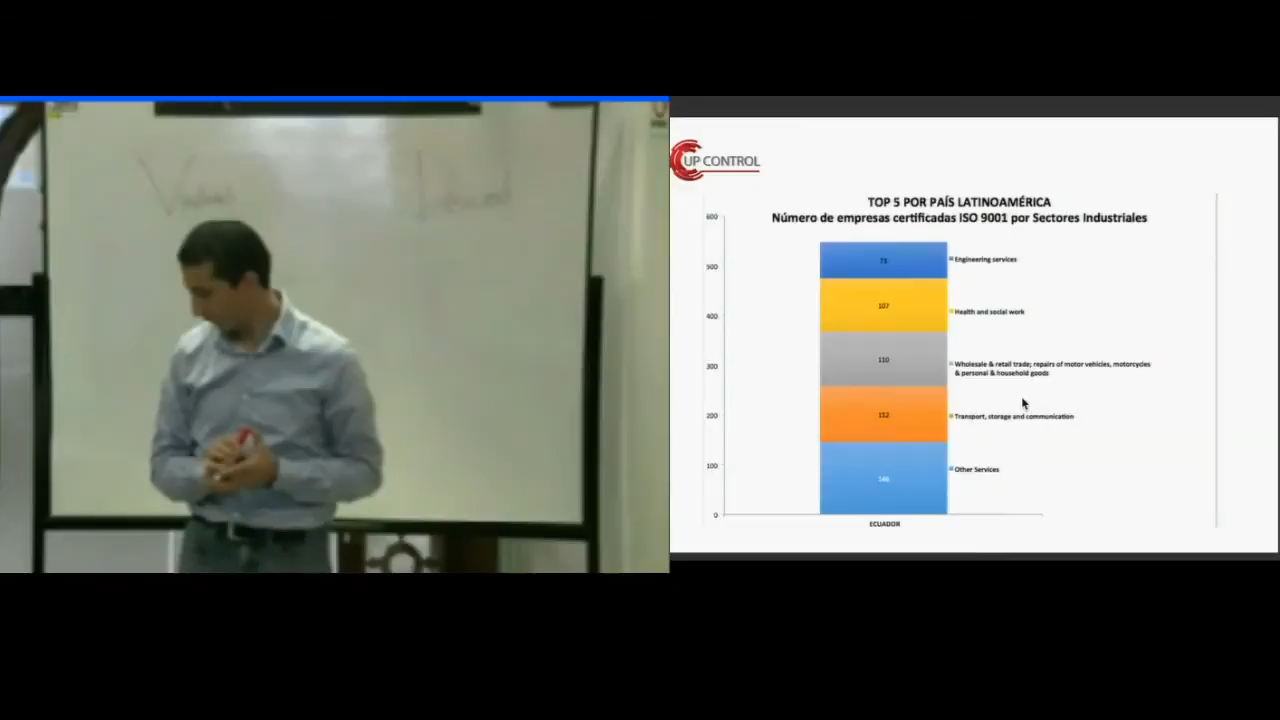 UP CONTROL
TOP 5 POR PAÍS LATINOAMÉRICA
Número de empresas certificadas ISO 9001 por Sectores Industriales
600
500
400
300
200
100
0
73
107
110
112
146
Engineering services
Health and social work
Wholesale & retail trade; repairs of motor vehicles, motorcycles
& personal & household goods
Transport, storage and communication
Other Services
ECUADOR